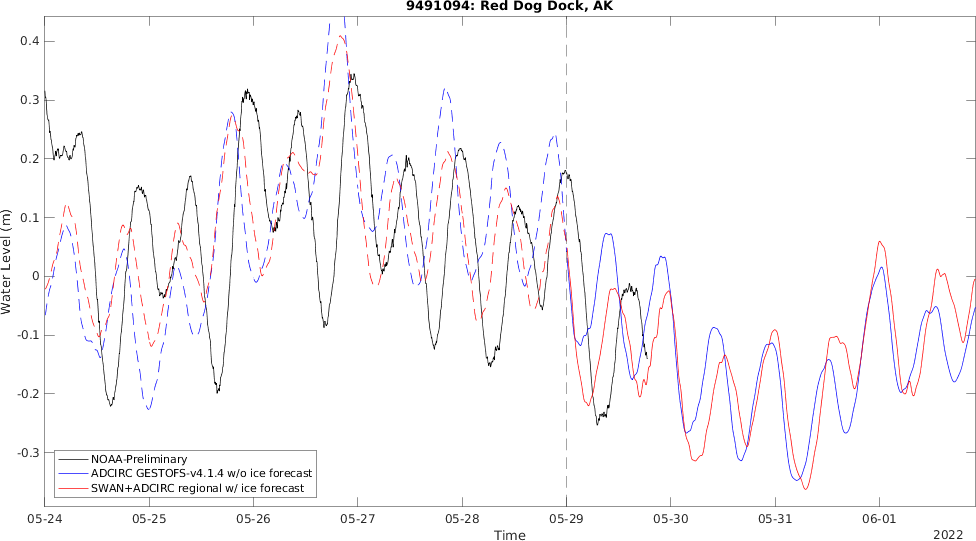 9491094: Red Dog Dock, AK
0.4
0.3
0.2
0.1
0
-0.1
-0.2
-0.3
Water Level (m)
NOAA-Preliminary
ADCIRC GESTOFS-v4.1.4 w/o ice forecast
SWAN+ADCIRC regional w/ ice forecast
05-24 05-25 05-26 05-27 05-28 05-29 05-30 05-31 06-01
Time
2022